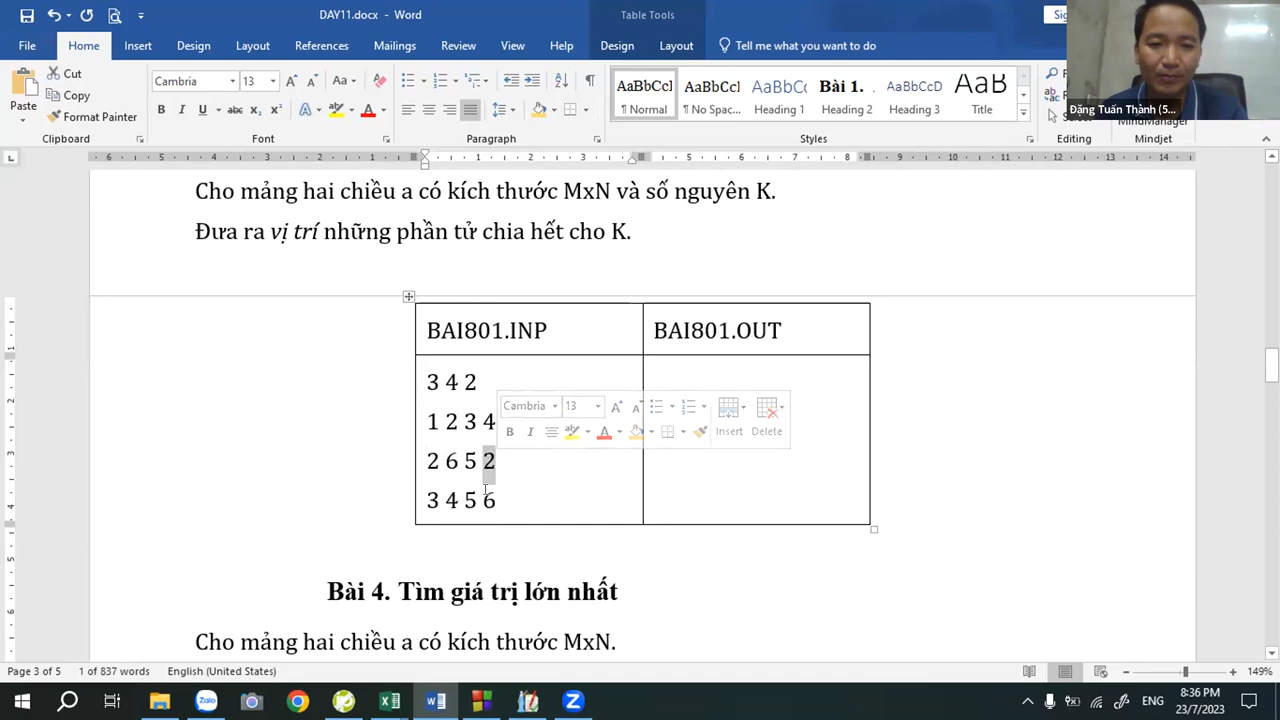 DAY11.docx - Word
Table Tools
Si
File Home Insert Design Layout References Mailings Review View Help Design Layout Tell me what you want to do
Cut
Copy
Format Painter
Paste
Cambria 13
Clipboard Font Paragraph Styles Editing Mindjet
AaBbCcI AaBbCcI AaBbCc Bài 1. AaBbCcI AaB
¶ Normal ¶ No Spac... Heading 1 Heading 2 Heading 3 Title
Đặng Tuấn Thành (5...
MindManager
Cho mảng hai chiều a có kích thước MxN và số nguyên K.
Đưa ra vị trí những phần tử chia hết cho K.
BAI801.INP BAI801.OUT
3 4 2
1 2 3 4
2 6 5 2
3 4 5 6
Cambria 13
Insert Delete
Bài 4. Tìm giá trị lớn nhất
Cho mảng hai chiều a có kích thước MxN.
Page 3 of 5 1 of 837 words English (United States) 149%
ENG
8:36 PM
23/7/2023